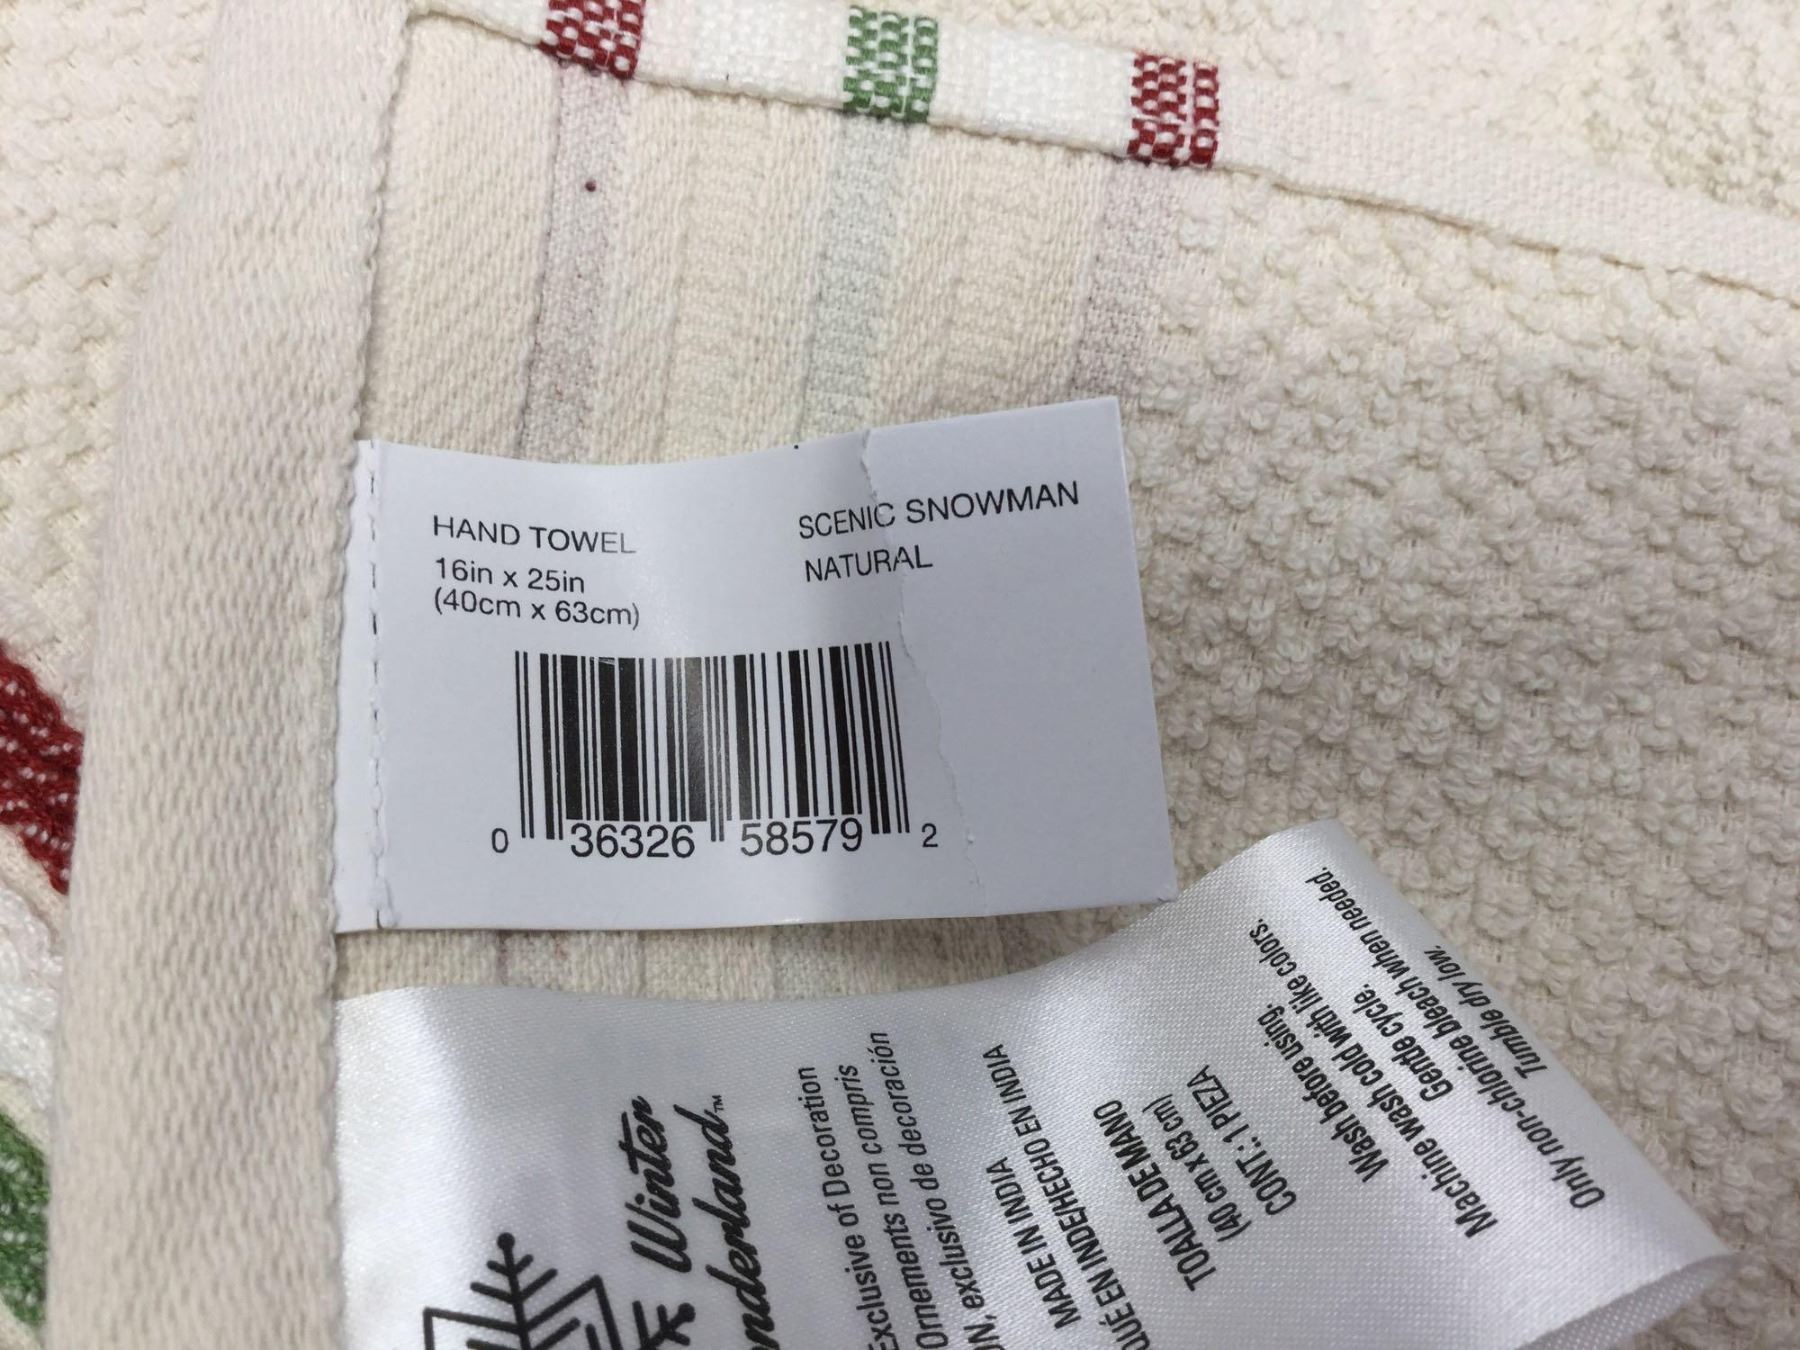 HAND TOWEL
16in x 25in
(40cm x 63cm)
SCENIC SNOWMAN
NATURAL
0 36326 58579 2
Winter
nderland™
Exclusive of Decoration
Ornements non compris
exclusivo de decoración
MADE IN INDIA
EN INDE/HECHO EN INDIA
TOALLA DE MANO
(40 cm x 63 cm)
CONT.: 1 PIEZA
Wash before using.
Machine wash cold with like colors.
Gentle cycle.
Only non-chlorine bleach when needed.
Tumble dry low.